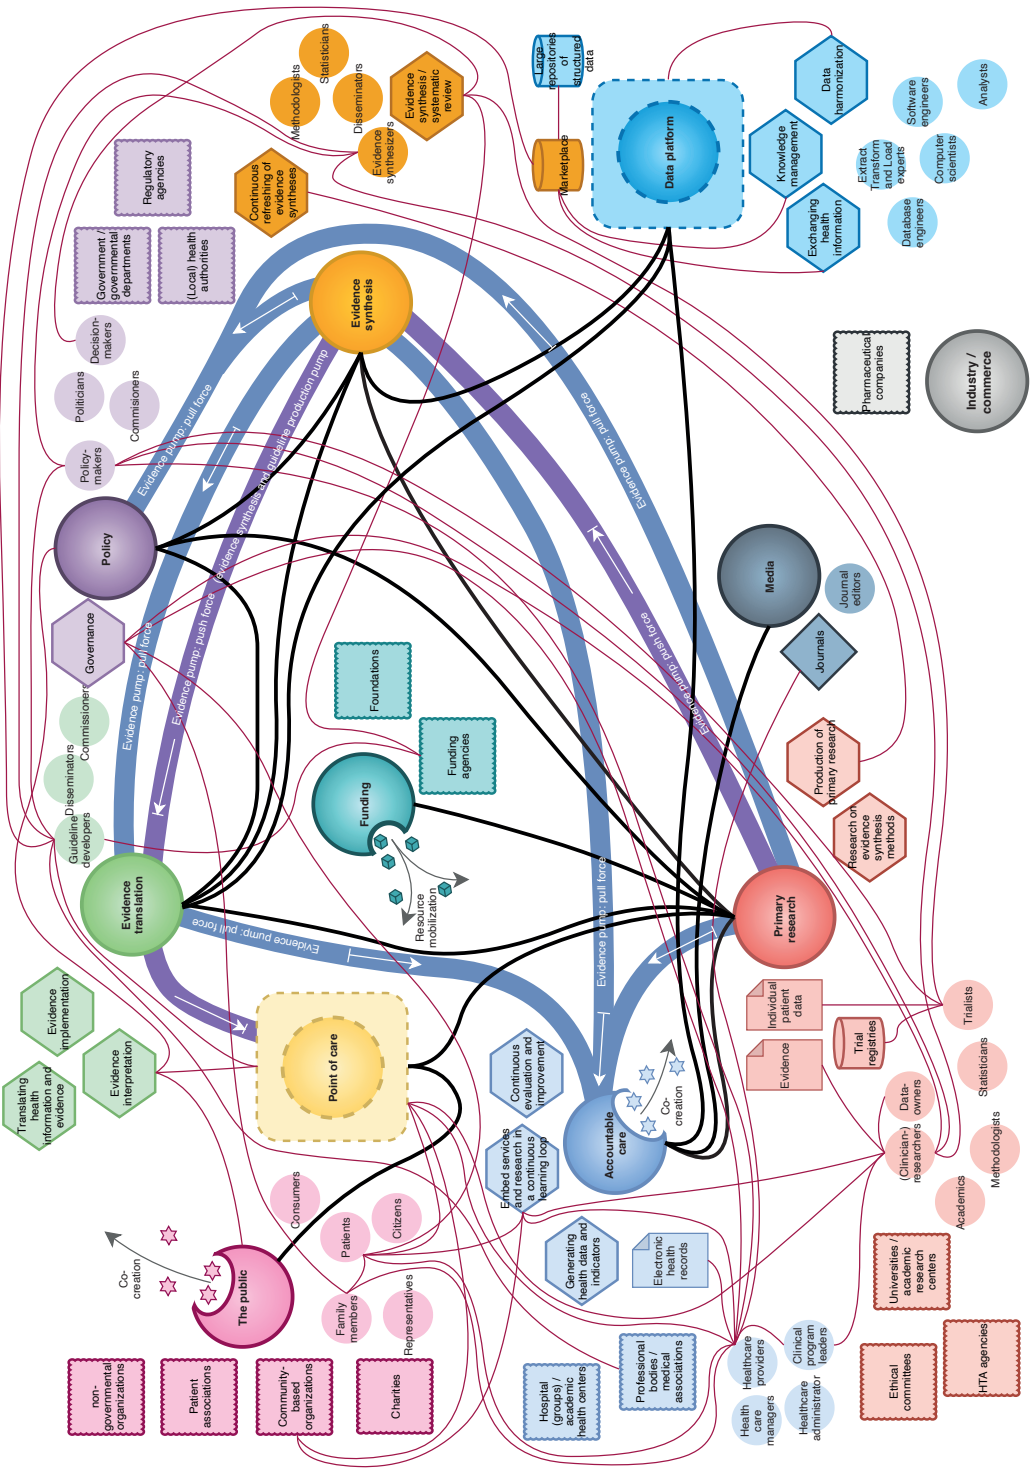 non-
governmental
organizations
Patient
associations
Community-
based
organizations
Charities
Co-
creation
The public
Consumers
Patients
Citizens
Family
members
Representatives
Translating
health
information and
evidence
Evidence
implementation
Evidence
interpretation
Evidence
translation
Guideline
developers
Disseminators
Commissioners
Governance
Policy
Policy-
makers
Politicians
Commisioners
Decision-
makers
Government /
governmental
departments
(Local) health
authorities
Regulatory
agencies
Continuous
refreshing of
evidence
syntheses
Methodologists
Statisticians
Disseminators
Evidence
synthesizers
Evidence
synthesis /
systematic
review
Evidence
synthesis
Evidence pump: pull force
Evidence pump: pull force
Evidence pump: push force (evidence synthesis and guideline production pump
Evidence pump: pull force
Evidence pump: pull force
Evidence pump: push force
Evidence pump: pull force
Point of care
Funding
Resource
mobilization
Foundations
Funding
agencies
Continuous
evaluation and
improvement
Embed services
and research in
a continuous
learning loop
Accountable
care
Co-
creation
Generating
health data and
indicators
Electronic
health
records
Hospital
(groups) /
academic
health centers
Professional
bodies /
medical
associations
Healthcare
providers
Health
care
managers
Clinical
program
leaders
Healthcare
administrator
Large
repositories
of
structured
data
Marketplace
Data platform
Knowledge
management
Data
harmonization
Exchanging
health
information
Extract
Transform
and Load
experts
Software
engineers
Analysts
Computer
scientists
Database
engineers
Pharmaceutical
companies
Industry /
commerce
Media
Journals
Journal
editors
Production of
primary research
Research on
evidence
synthesis
methods
Primary
research
Individual
patient
data
Evidence
Trial
registries
Trialists
Data-
owners
Statisticians
(Clinician-)
researchers
Methodologists
Academics
Universities /
academic
research
centers
Ethical
committees
HTA agencies